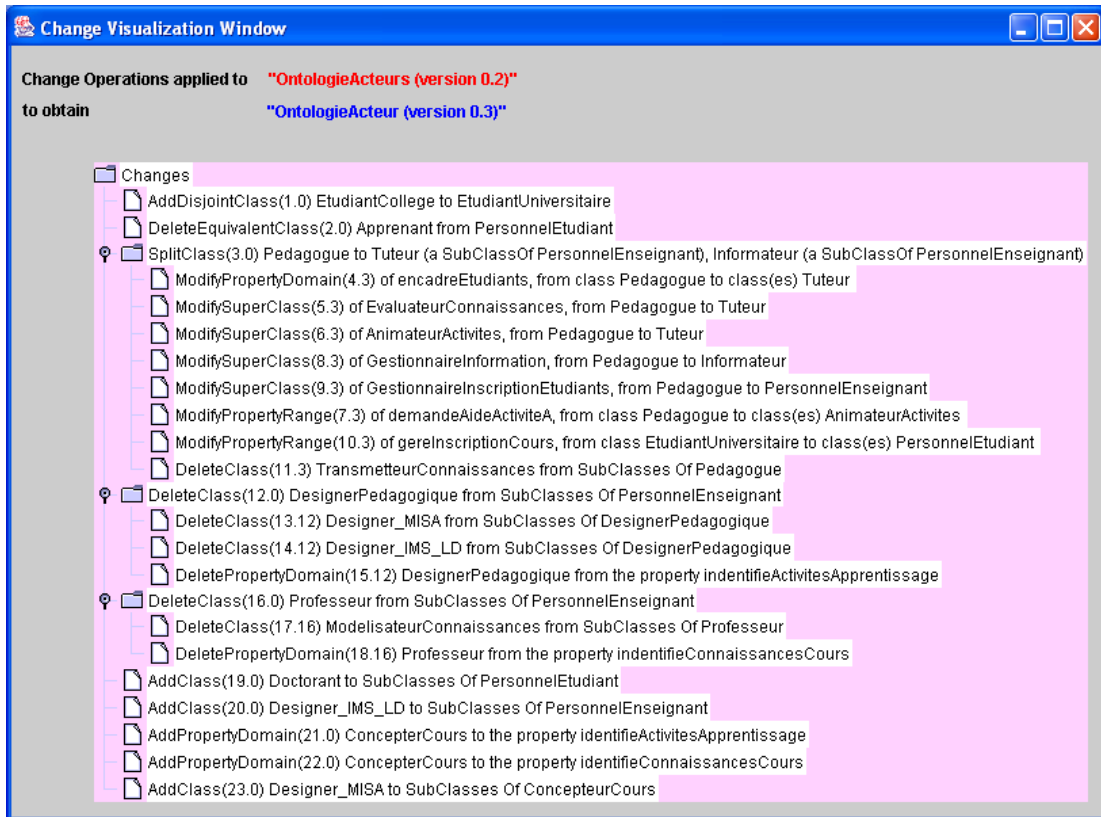 Change Visualization Window
Change Operations applied to "OntologieActeurs (version 0.2)"
to obtain "OntologieActeur (version 0.3)"
Changes
AddDisjointClass(1.0) EtudiantCollege to EtudiantUniversitaire
DeleteEquivalentClass(2.0) Apprenant from PersonnelEtudiant
SplitClass(3.0) Pedagogue to Tuteur (a SubClassOf PersonnelEnseignant), Informateur (a SubClassOf PersonnelEnseignant)
ModifyPropertyDomain(4.3) of encadreEtudiants, from class Pedagogue to class(es) Tuteur
ModifySuperClass(5.3) of EvaluateurConnaissances, from Pedagogue to Tuteur
ModifySuperClass(6.3) of AnimateurActivites, from Pedagogue to Tuteur
ModifySuperClass(8.3) of GestionnaireInformation, from Pedagogue to Informateur
ModifySuperClass(9.3) of GestionnaireInscriptionEtudiants, from Pedagogue to PersonnelEnseignant
ModifyPropertyRange(7.3) of demandeAideActiviteA, from class Pedagogue to class(es) AnimateurActivites
ModifyPropertyRange(10.3) of gereInscriptionCours, from class EtudiantUniversitaire to class(es) PersonnelEtudiant
DeleteClass(11.3) TransmetteurConnaissances from SubClasses Of Pedagogue
DeleteClass(12.0) DesignerPedagogique from SubClasses Of PersonnelEnseignant
DeleteClass(13.12) Designer_MISA from SubClasses Of DesignerPedagogique
DeleteClass(14.12) Designer_IMS_LD from SubClasses Of DesignerPedagogique
DeletePropertyDomain(15.12) DesignerPedagogique from the property indentifieActivitesApprentissage
DeleteClass(16.0) Professeur from SubClasses Of PersonnelEnseignant
DeleteClass(17.16) ModelisateurConnaissances from SubClasses Of Professeur
DeletePropertyDomain(18.16) Professeur from the property indentifieConnaissancesCours
AddClass(19.0) Doctorant to SubClasses Of PersonnelEtudiant
AddClass(20.0) Designer_IMS_LD to SubClasses Of PersonnelEnseignant
AddPropertyDomain(21.0) ConcepterCours to the property identifieActivitesApprentissage
AddPropertyDomain(22.0) ConcepterCours to the property identifieConnaissancesCours
AddClass(23.0) Designer_MISA to SubClasses Of ConcepteurCours